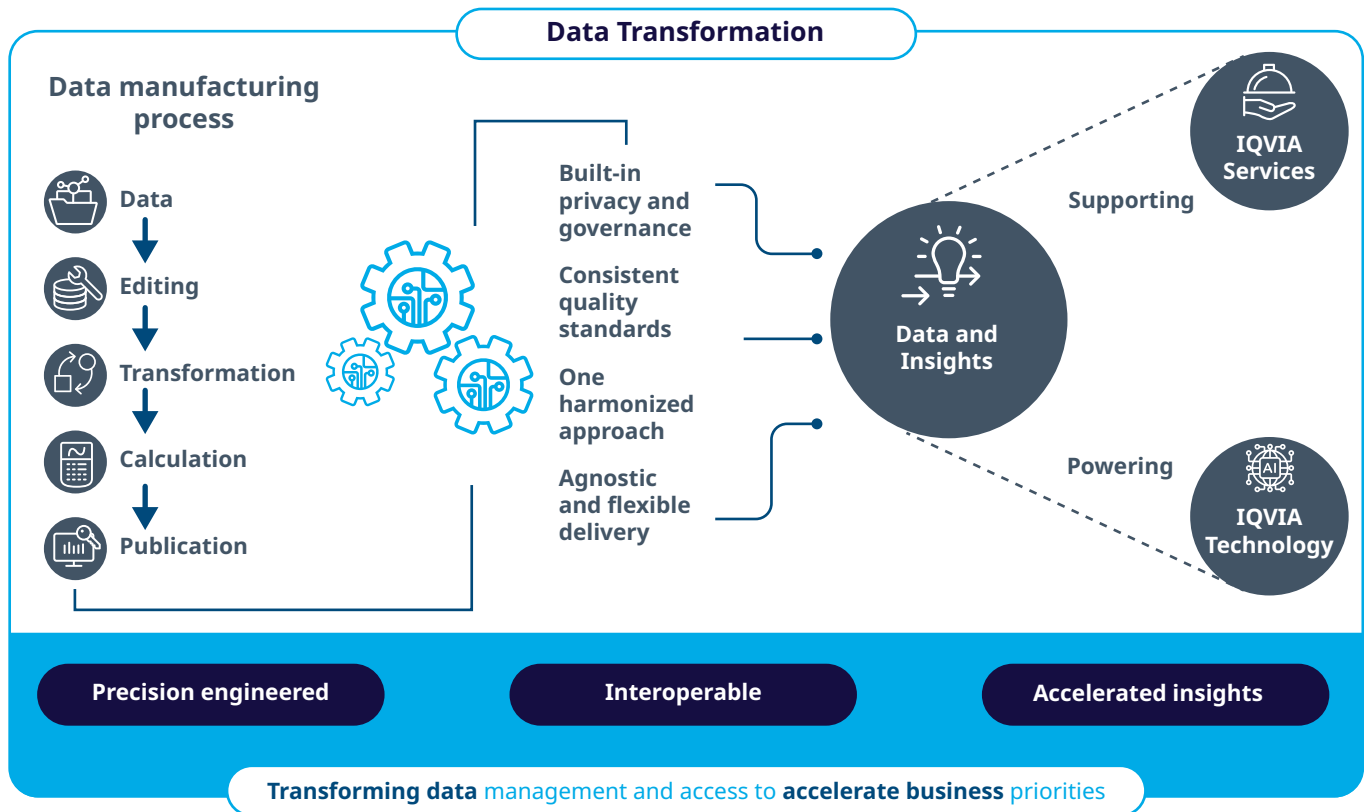 Data Transformation
Data manufacturing
process
Data
Editing
Transformation
Calculation
Publication
Built-in
privacy and
governance
Consistent
quality
standards
One
harmonized
approach
Agnostic
and flexible
delivery
Data and
Insights
Supporting
IQVIA
Services
Powering
AI
IQVIA
Technology
Precision engineered
Interoperable
Accelerated insights
Transforming data management and access to accelerate business priorities